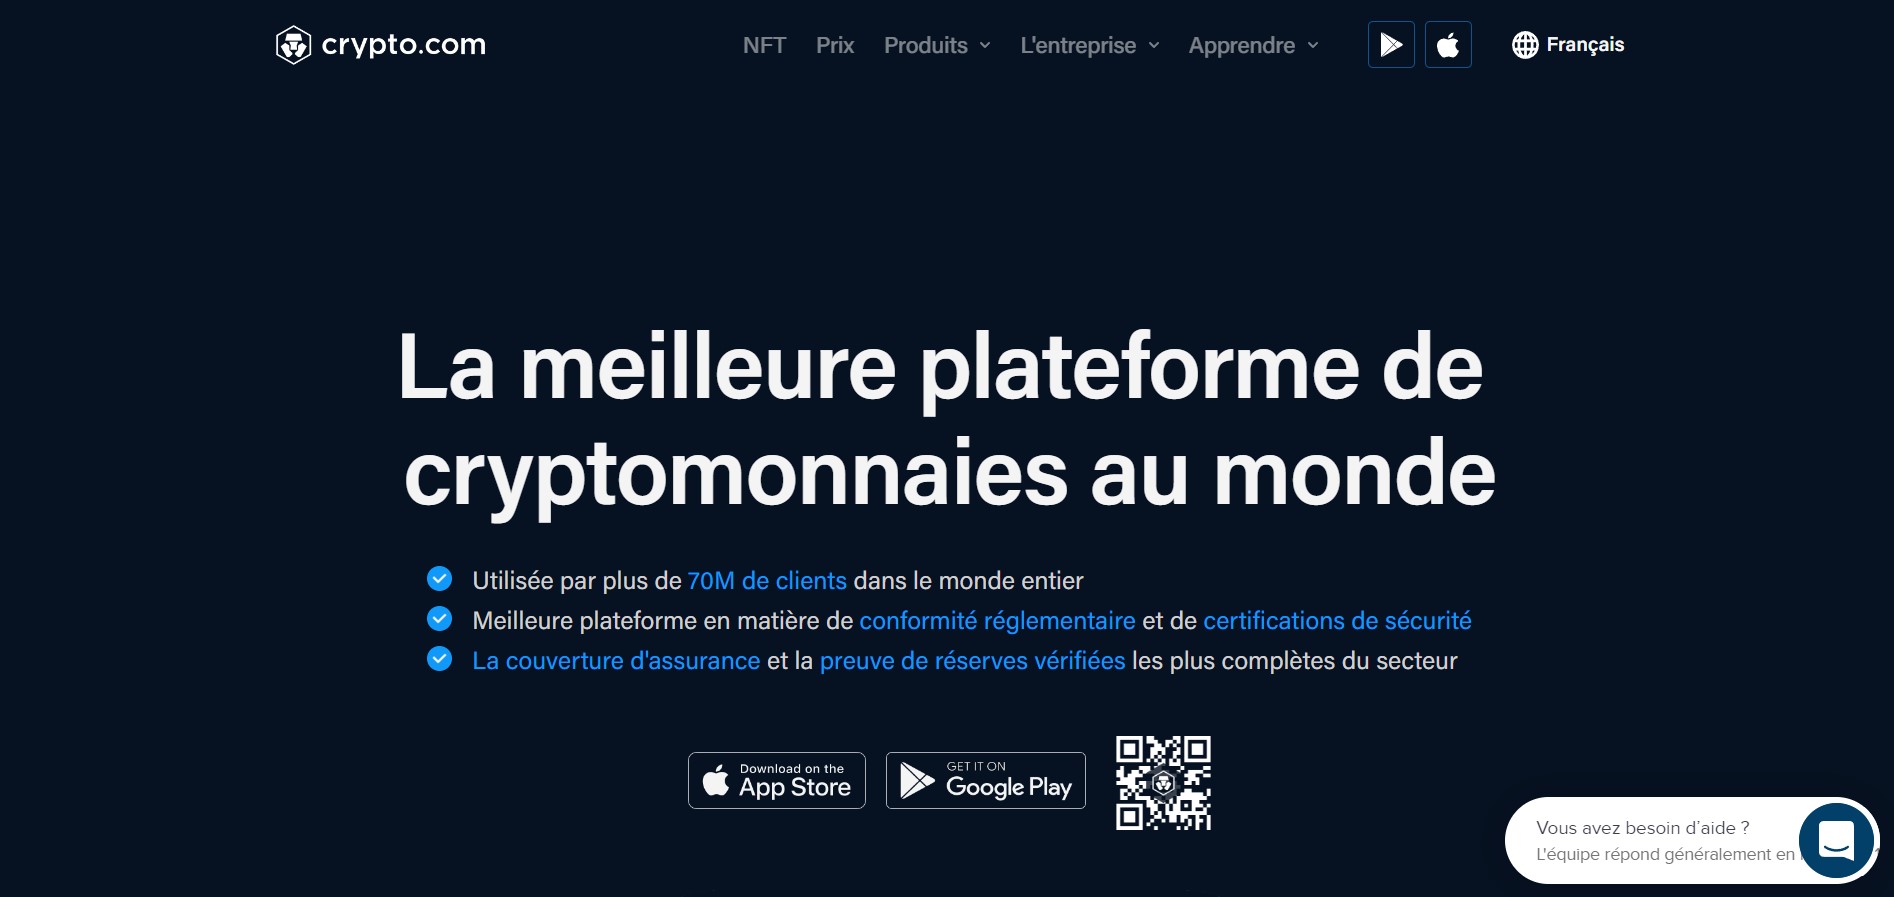 crypto.com
NFT Prix Produits L'entreprise Apprendre Français
La meilleure plateforme de
cryptomonnaies au monde
Utilisée par plus de 70M de clients dans le monde entier
Meilleure plateforme en matière de conformité réglementaire et de certifications de sécurité
La couverture d'assurance et la preuve de réserves vérifiées les plus complètes du secteur
Download on the
App Store
GET IT ON
Google Play
Vous avez besoin d’aide ?
L'équipe répond généralement en